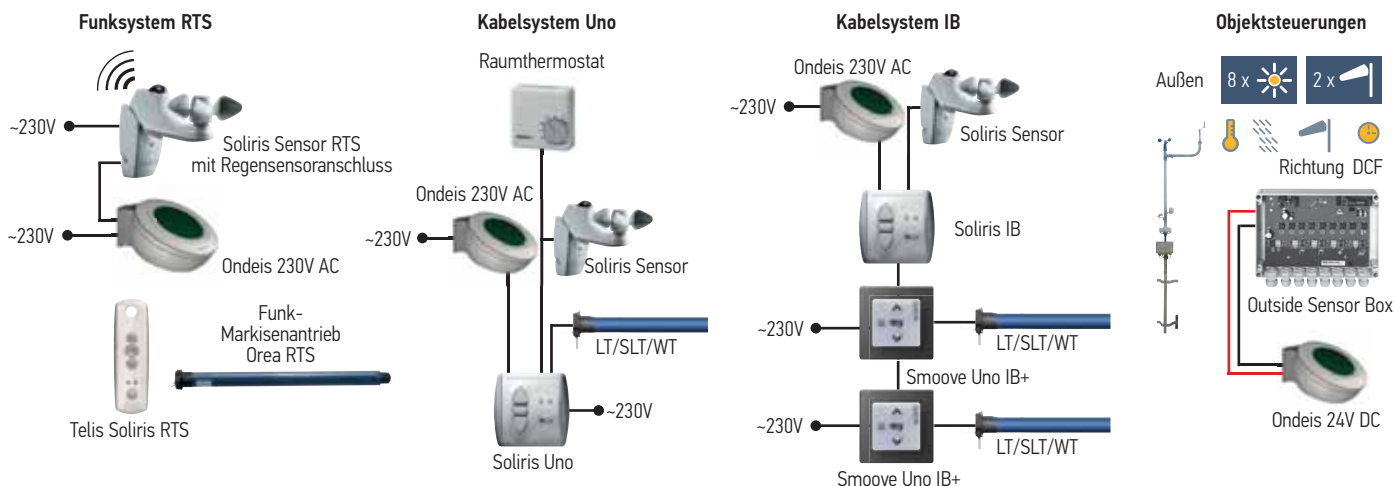 Funksystem RTS
~230V
Soliris Sensor RTS
mit Regensensoranschluss
~230V
Ondeis 230V AC
Funk-
Markisenantrieb
Orea RTS
Telis Soliris RTS
Kabelsystem Uno
Raumthermostat
Ondeis 230V AC
~230V
Soliris Sensor
LT/SLT/WT
~230V
Soliris Uno
Kabelsystem IB
Ondeis 230V AC
~230V
Soliris Sensor
Soliris IB
~230V
LT/SLT/WT
Smoove Uno IB+
~230V
LT/SLT/WT
Smoove Uno IB+
Objektsteuerungen
Außen
8 x
2 x
Richtung DCF
Outside Sensor Box
Ondeis 24V DC